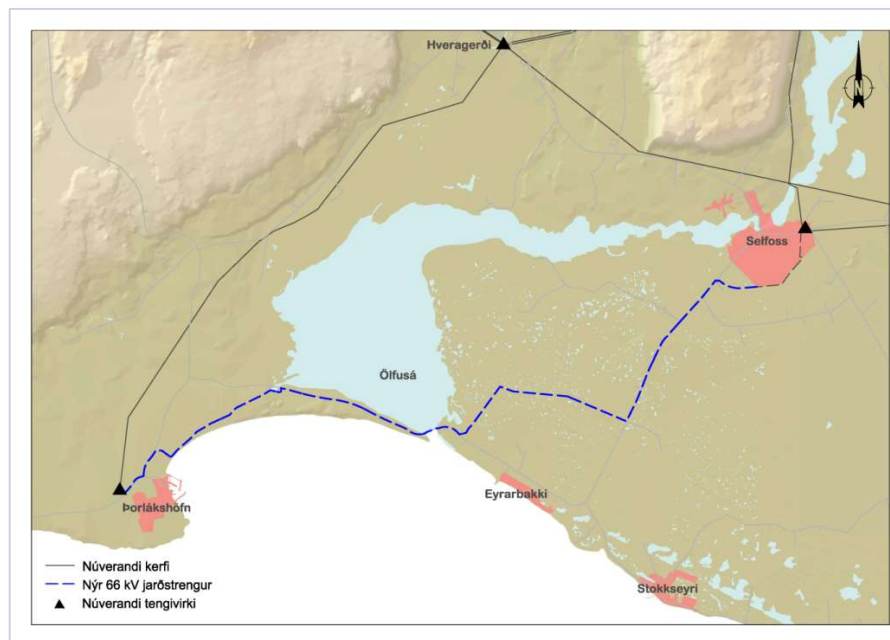 Hveragerði
N
Selfoss
Ölfusá
Eyrarbakki
Þorlákshöfn
Stokkseyri
Núverandi kerfi
Nýr 66 kV jarðstrengur
Núverandi tengivirki